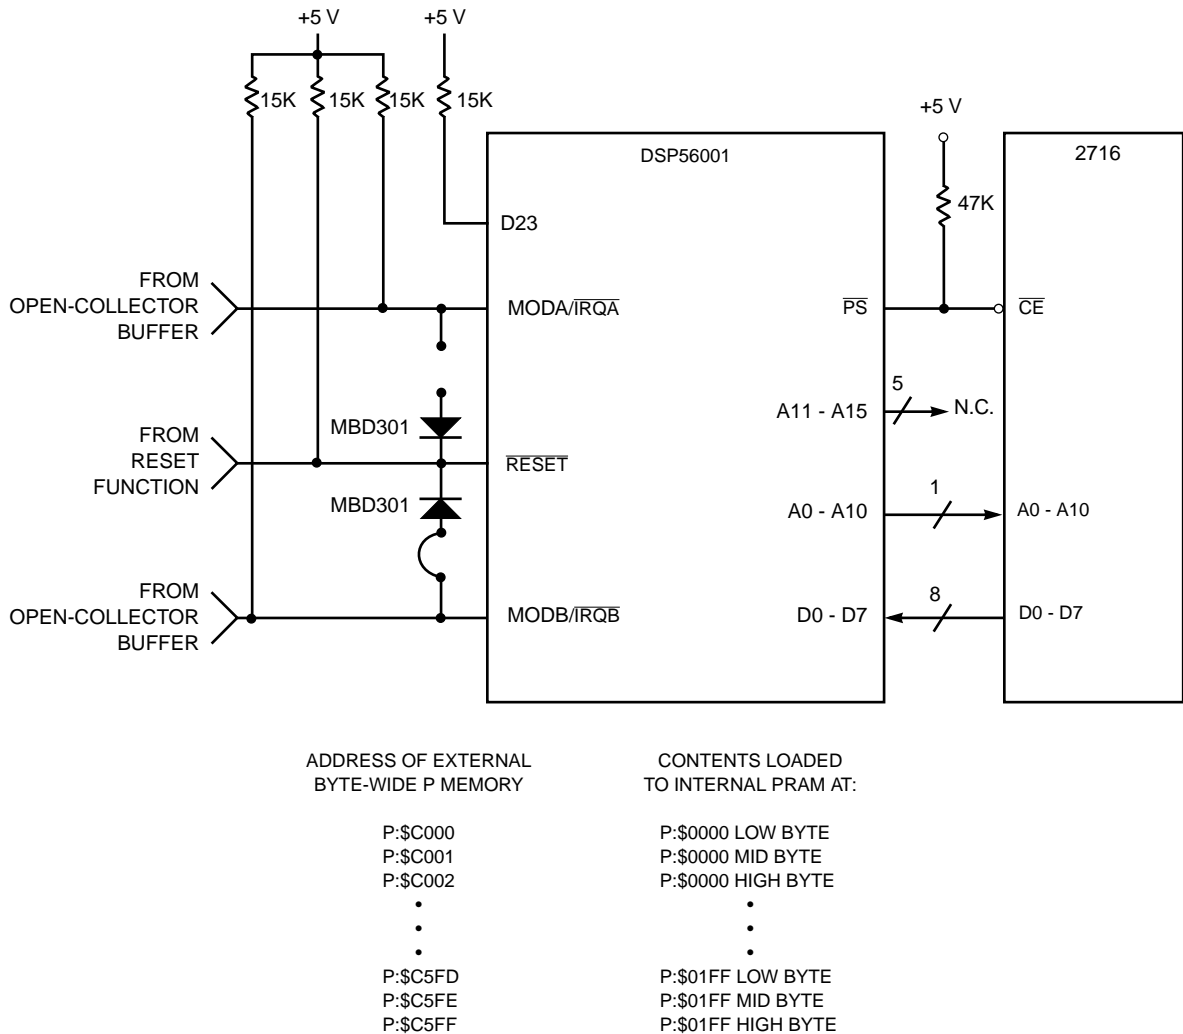 +5 V
+5 V
15K
15K
15K
15K
+5 V
DSP56001
2716
47K
D23
FROM
OPEN-COLLECTOR
BUFFER
MODA/IRQA
PS
CE
5
A11 - A15
N.C.
MBD301
FROM
RESET
FUNCTION
RESET
1
MBD301
A0 - A10
A0 - A10
FROM
OPEN-COLLECTOR
BUFFER
MODB/IRQB
8
D0 - D7
D0 - D7
ADDRESS OF EXTERNAL
BYTE-WIDE P MEMORY
CONTENTS LOADED
TO INTERNAL PRAM AT:
P:$C000
P:$0000 LOW BYTE
P:$C001
P:$0000 MID BYTE
P:$C002
P:$0000 HIGH BYTE
P:$C5FD
P:$01FF LOW BYTE
P:$C5FE
P:$01FF MID BYTE
P:$C5FF
P:$01FF HIGH BYTE